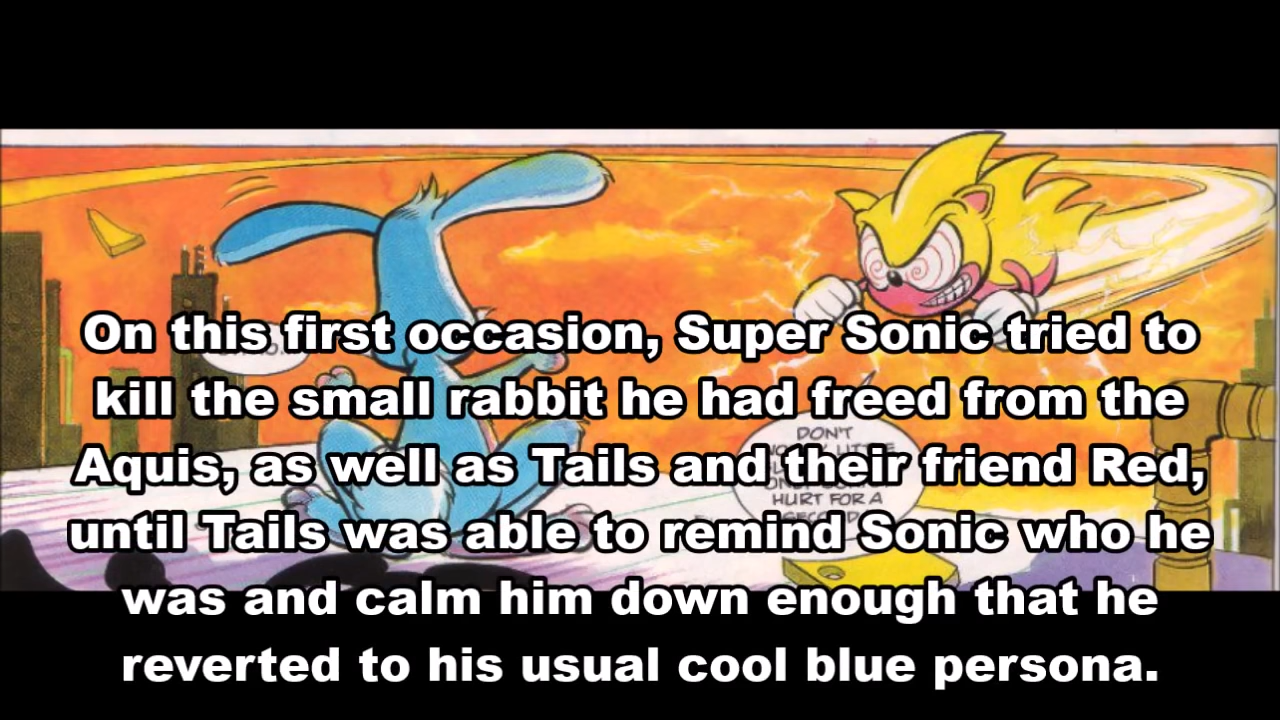 On this first occasion, Super Sonic tried to
kill the small rabbit he had freed from the
Aquis, as well as Tails and their friend Red,
until Tails was able to remind Sonic who he
was and calm him down enough that he
reverted to his usual cool blue persona.
DON'T
HURT FOR A